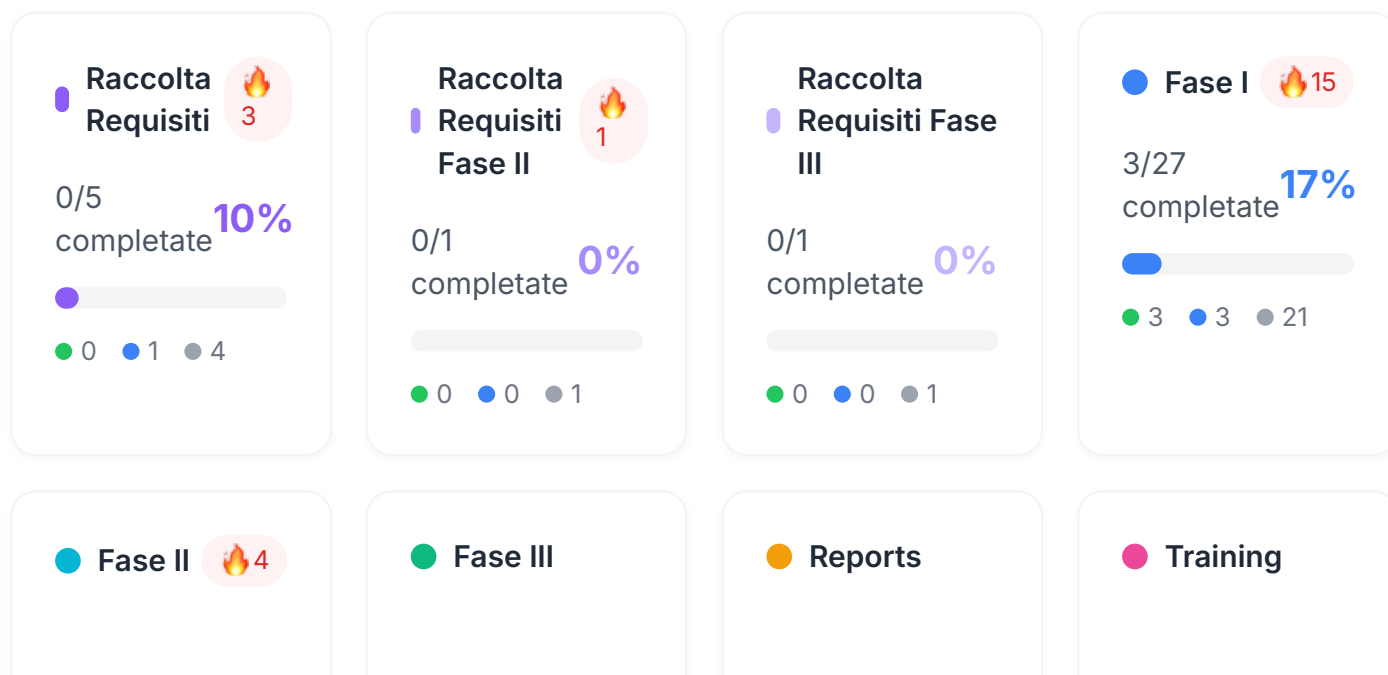 Raccolta
Requisiti
🔥
3
0/5
completate
10%
0
1
4
Raccolta
Requisiti
Fase II
🔥
1
0/1
completate
0%
0
0
1
Raccolta
Requisiti Fase
III
0/1
completate
0%
0
0
1
Fase I
🔥15
3/27
completate
17%
3
3
21
Fase II
🔥4
Fase III
Reports
Training